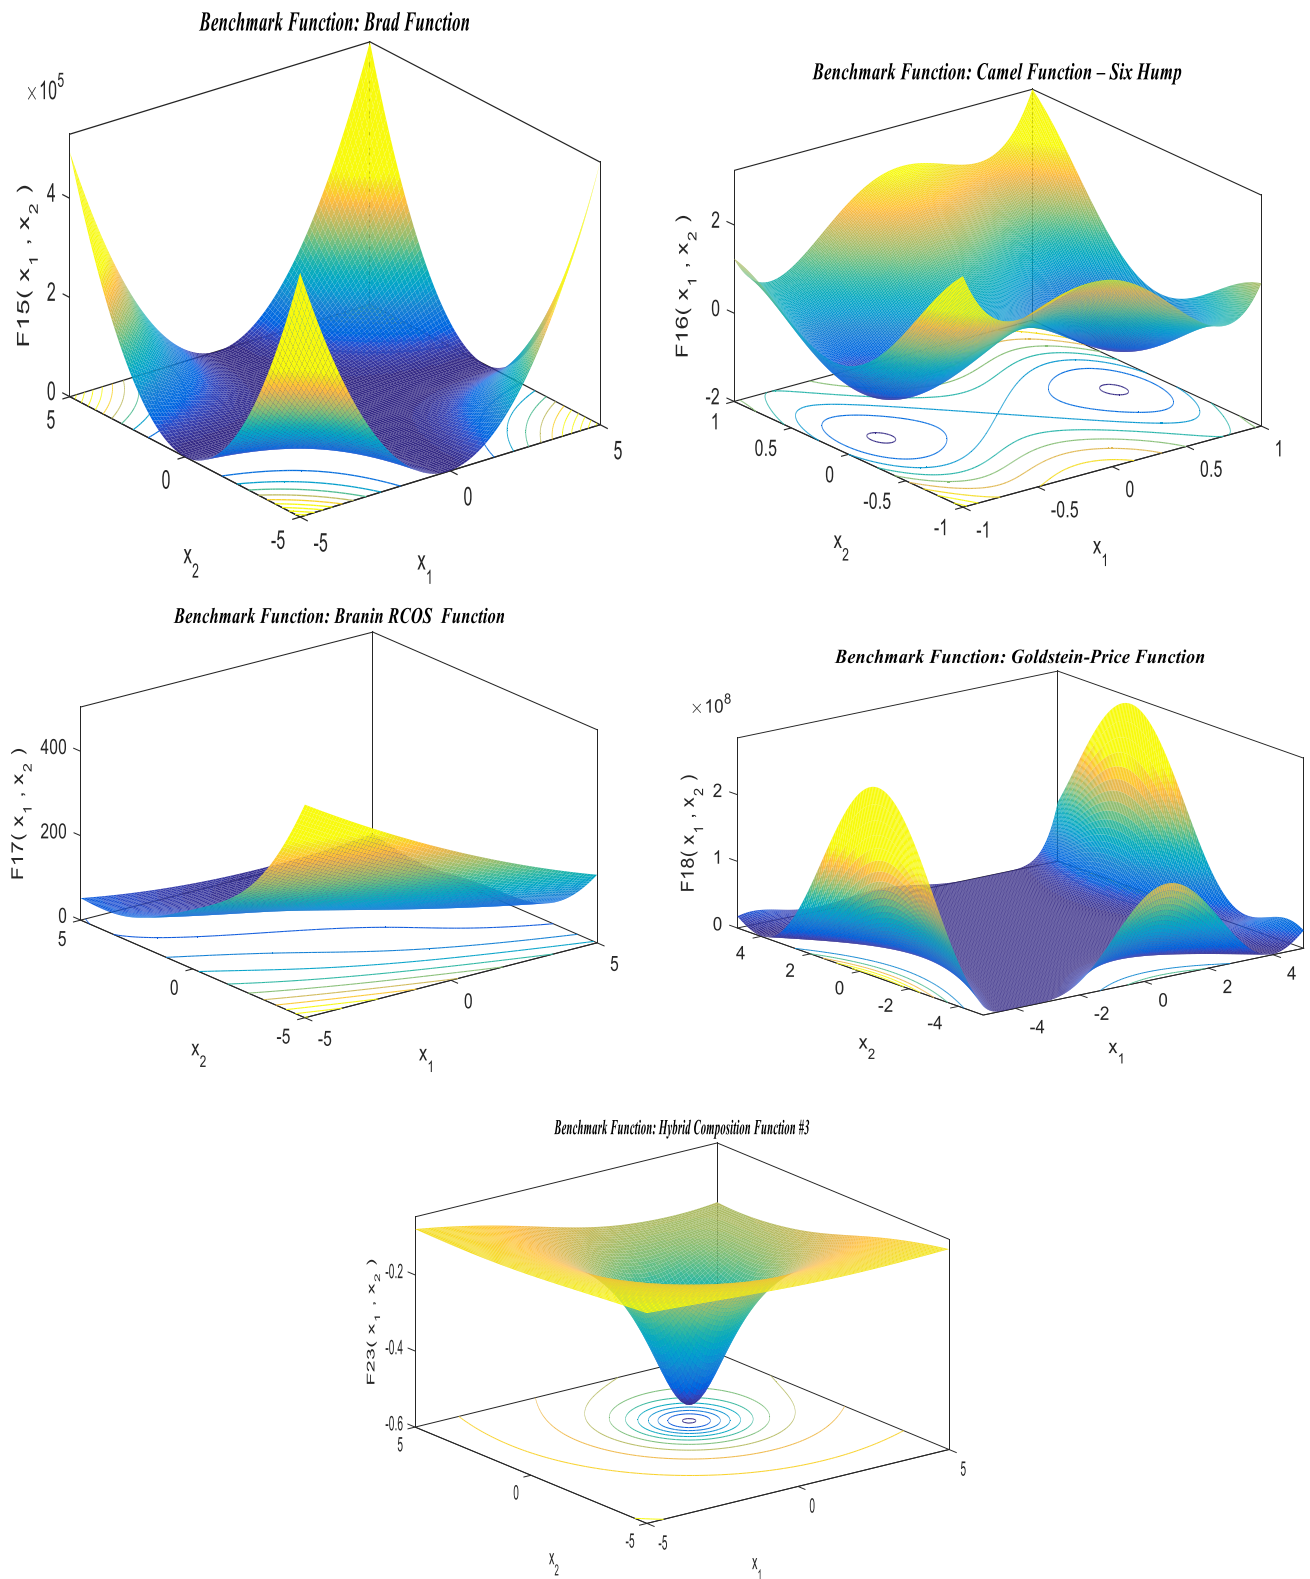 Benchmark Function: Brad Function
×10⁵
4
2
0
F15( x₁ , x₂ )
5
0
-5
x₂
-5
0
5
x₁
Benchmark Function: Camel Function – Six Hump
2
0
-2
F16( x₁ , x₂ )
1
0.5
0
-0.5
-1
x₂
-1
-0.5
0
0.5
1
x₁
Benchmark Function: Branin RCOS Function
400
200
0
F17( x₁ , x₂ )
5
0
-5
x₂
-5
0
5
x₁
Benchmark Function: Goldstein-Price Function
×10⁸
2
1
0
F18( x₁ , x₂ )
4
2
0
-2
-4
x₂
-4
-2
0
2
4
x₁
Benchmark Function: Hybrid Composition Function #3
-0.2
-0.4
-0.6
F23( x₁ , x₂ )
5
0
-5
x₂
-5
0
5
x₁